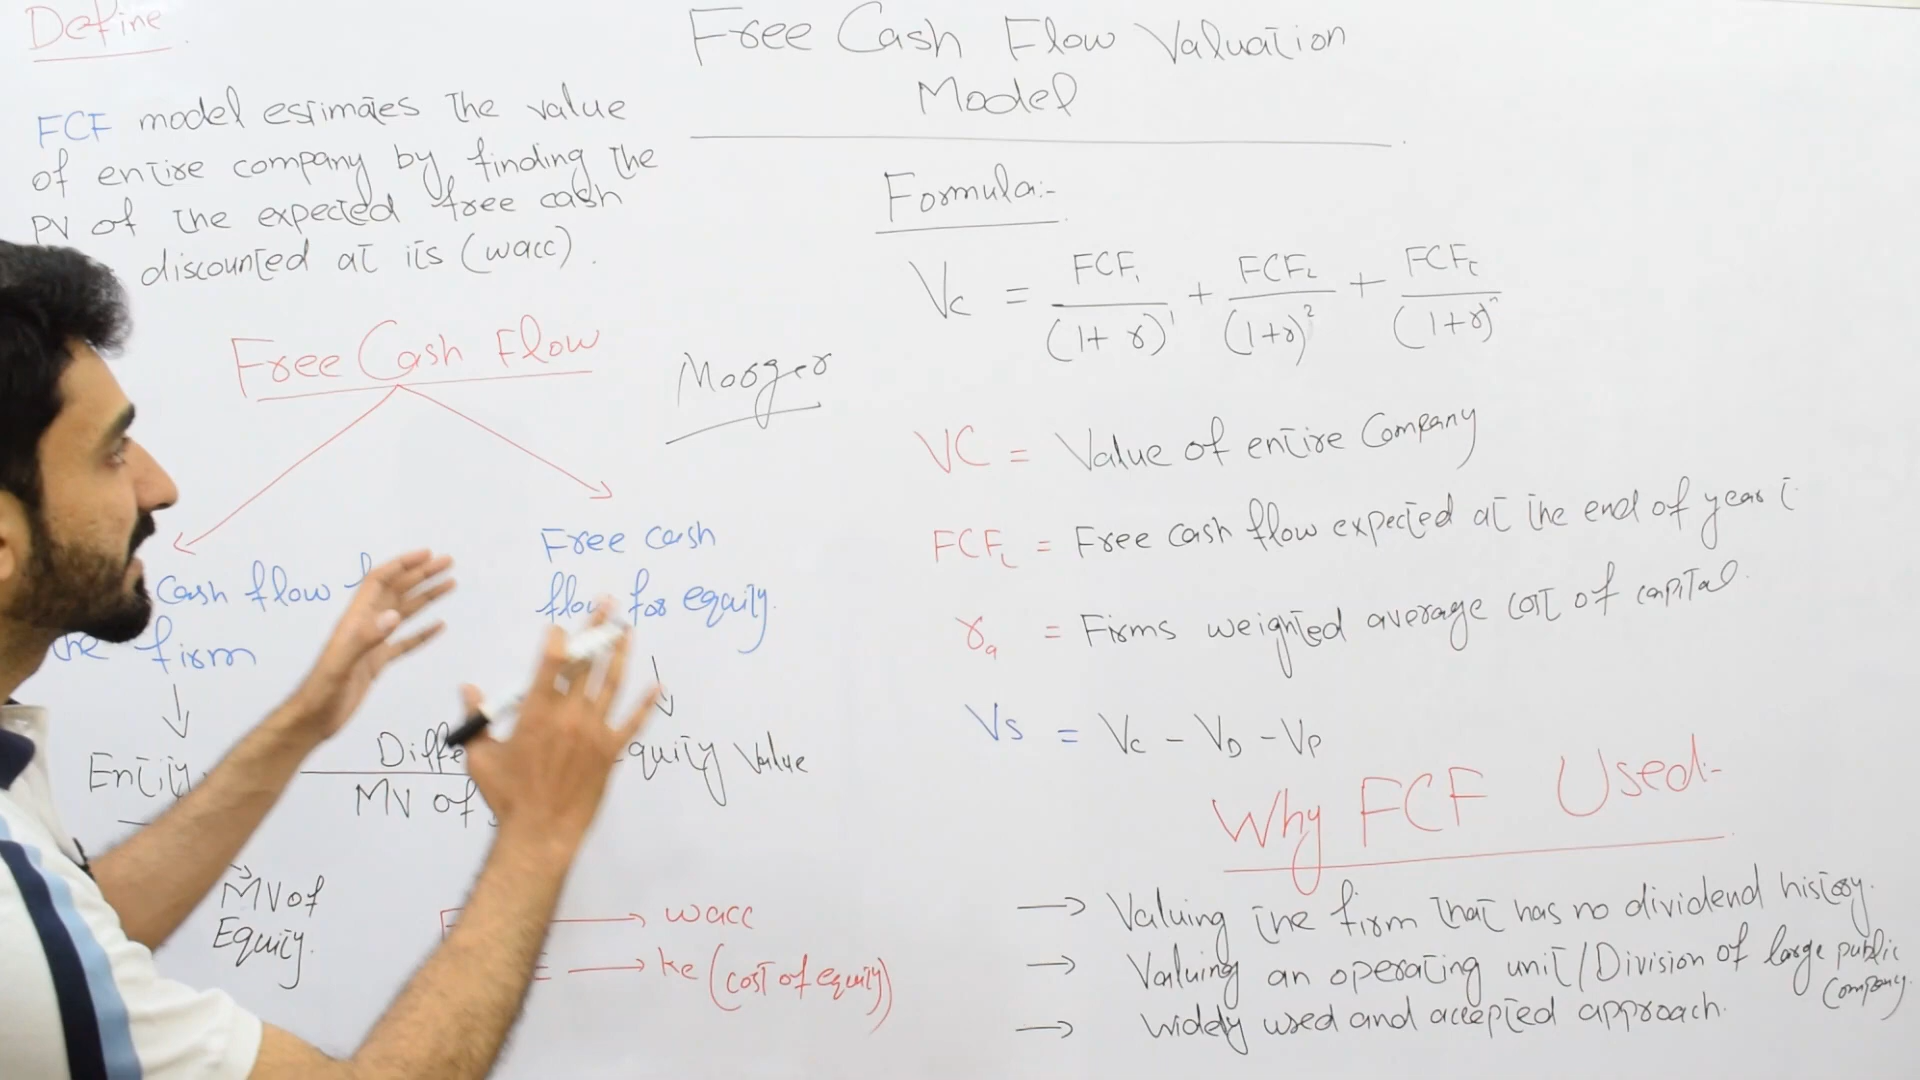 Define
FCF model estimates the value
of entire company by finding the
PV of the expected free cash
discounted at its (wacc).
Free Cash Flow
Cash flow
the firm
Free cash
flow for equity
Entity
MV of
Equity Value
MV of
Equity.
wacc
ke (cost of equity)
Free Cash Flow Valuation
Model
Formula:-
Vc = FCF1/(1+r)^1 + FCF2/(1+r)^2 + FCFt/(1+r)^n
VC = Value of entire Company
FCFt = Free cash flow expected at the end of year t
ra = Firms weighted average cost of capital
Vs = Vc - VD - VP
Why FCF Used:-
→ Valuing the firm that has no dividend history.
→ Valuing an operating unit/Division of large public
Company.
→ widely used and accepted approach.